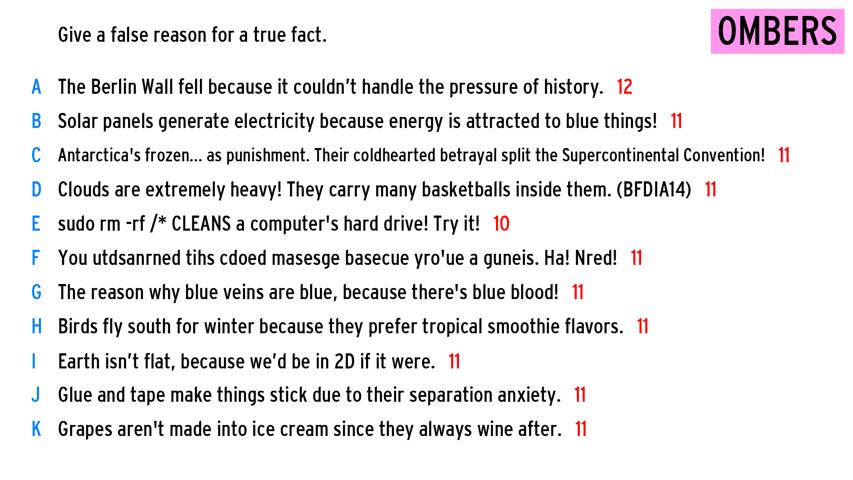 Give a false reason for a true fact.
OMBERS
A The Berlin Wall fell because it couldn’t handle the pressure of history. 12
B Solar panels generate electricity because energy is attracted to blue things! 11
C Antarctica's frozen... as punishment. Their coldhearted betrayal split the Supercontinental Convention! 11
D Clouds are extremely heavy! They carry many basketballs inside them. (BFDIA14) 11
E sudo rm -rf /* CLEANS a computer's hard drive! Try it! 10
F You utdsanrned tihs cdoed masesge basecue yro'ue a guneis. Ha! Nred! 11
G The reason why blue veins are blue, because there's blue blood! 11
H Birds fly south for winter because they prefer tropical smoothie flavors. 11
I Earth isn’t flat, because we’d be in 2D if it were. 11
J Glue and tape make things stick due to their separation anxiety. 11
K Grapes aren't made into ice cream since they always wine after. 11